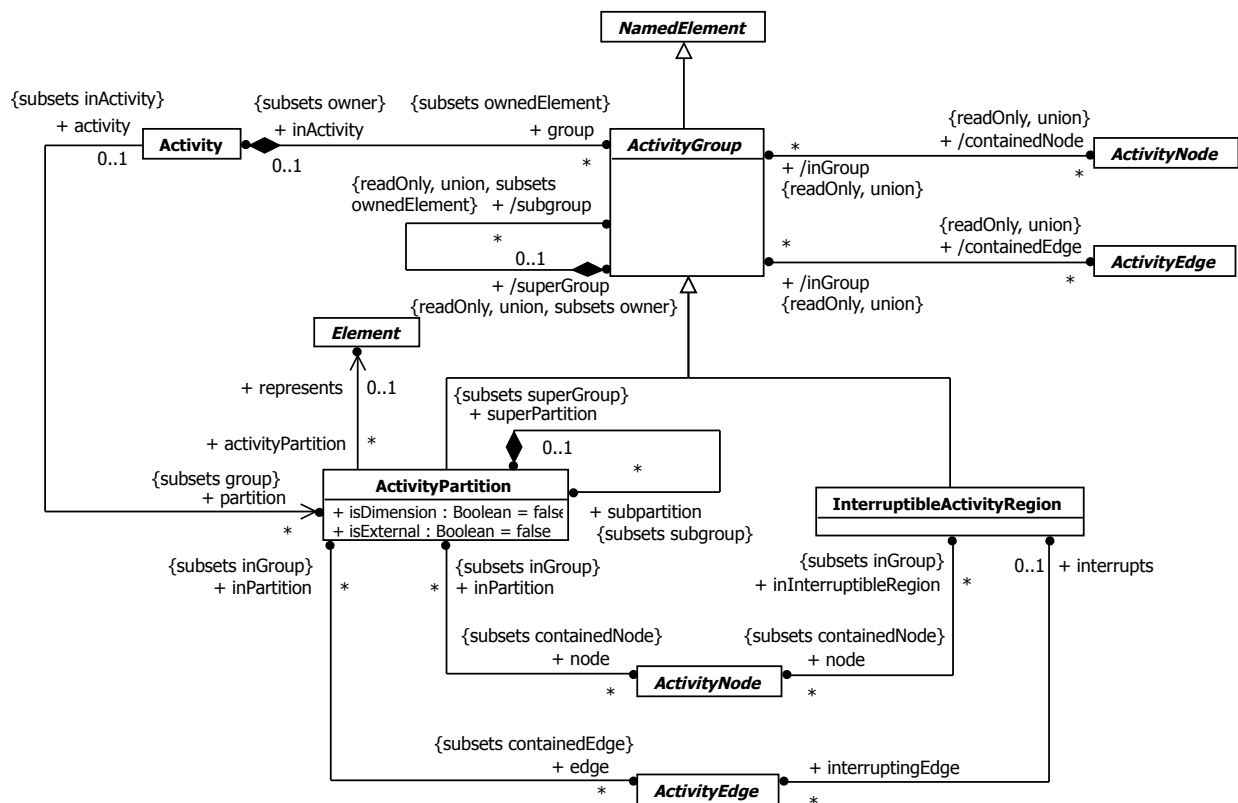 NamedElement
{subsets inActivity}
+ activity
0..1
Activity
{subsets owner}
+ inActivity
0..1
{subsets ownedElement}
+ group
*
ActivityGroup
*
+ /inGroup
{readOnly, union}
{readOnly, union}
+ /containedNode
*
ActivityNode
{readOnly, union, subsets
ownedElement} + /subgroup
*
0..1
+ /superGroup
{readOnly, union, subsets owner}
*
+ /inGroup
{readOnly, union}
{readOnly, union}
+ /containedEdge
*
ActivityEdge
Element
+ represents
0..1
+ activityPartition
*
{subsets superGroup}
+ superPartition
0..1
*
+ subpartition
{subsets subgroup}
{subsets group}
+ partition
*
ActivityPartition
+ isDimension : Boolean = false
+ isExternal : Boolean = false
InterruptibleActivityRegion
{subsets inGroup}
+ inPartition
*
{subsets inGroup}
+ inPartition
*
{subsets inGroup}
+ inInterruptibleRegion
*
0..1
+ interrupts
{subsets containedNode}
+ node
*
ActivityNode
{subsets containedNode}
+ node
*
{subsets containedEdge}
+ edge
*
ActivityEdge
+ interruptingEdge
*